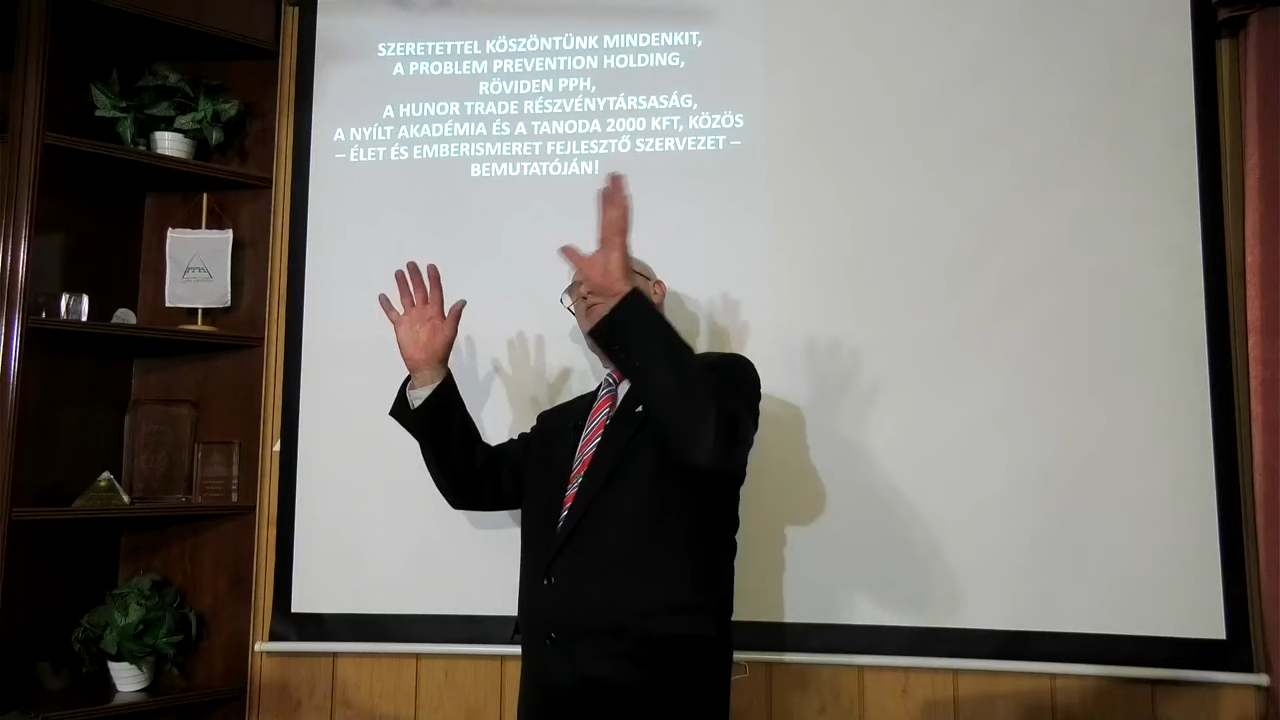 SZERETETTEL KÖSZÖNTÜNK MINDENKIT,
A PROBLEM PREVENTION HOLDING,
RÖVIDEN PPH,
A HUNOR TRADE RÉSZVÉNYTÁRSASÁG,
A NYÍLT AKADÉMIA ÉS A TANODA 2000 KFT, KÖZÖS
– ÉLET ÉS EMBERISMERET FEJLESZTŐ SZERVEZET –
BEMUTATÓJÁN!
PPH